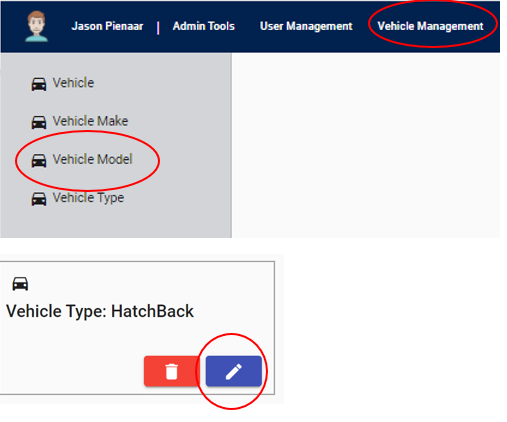 Jason Pienaar | Admin Tools User Management Vehicle Management
Vehicle
Vehicle Make
Vehicle Model
Vehicle Type
Vehicle Type: HatchBack